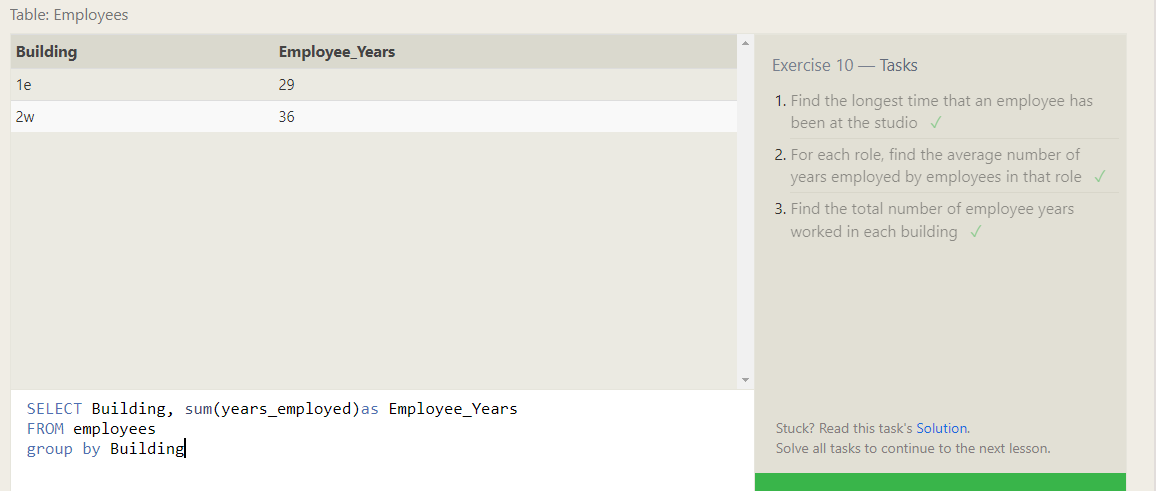 Table: Employees
Building Employee_Years
1e 29
2w 36
SELECT Building, sum(years_employed)as Employee_Years
FROM employees
group by Building
Exercise 10 — Tasks
1. Find the longest time that an employee has
been at the studio ✓
2. For each role, find the average number of
years employed by employees in that role ✓
3. Find the total number of employee years
worked in each building ✓
Stuck? Read this task's Solution.
Solve all tasks to continue to the next lesson.